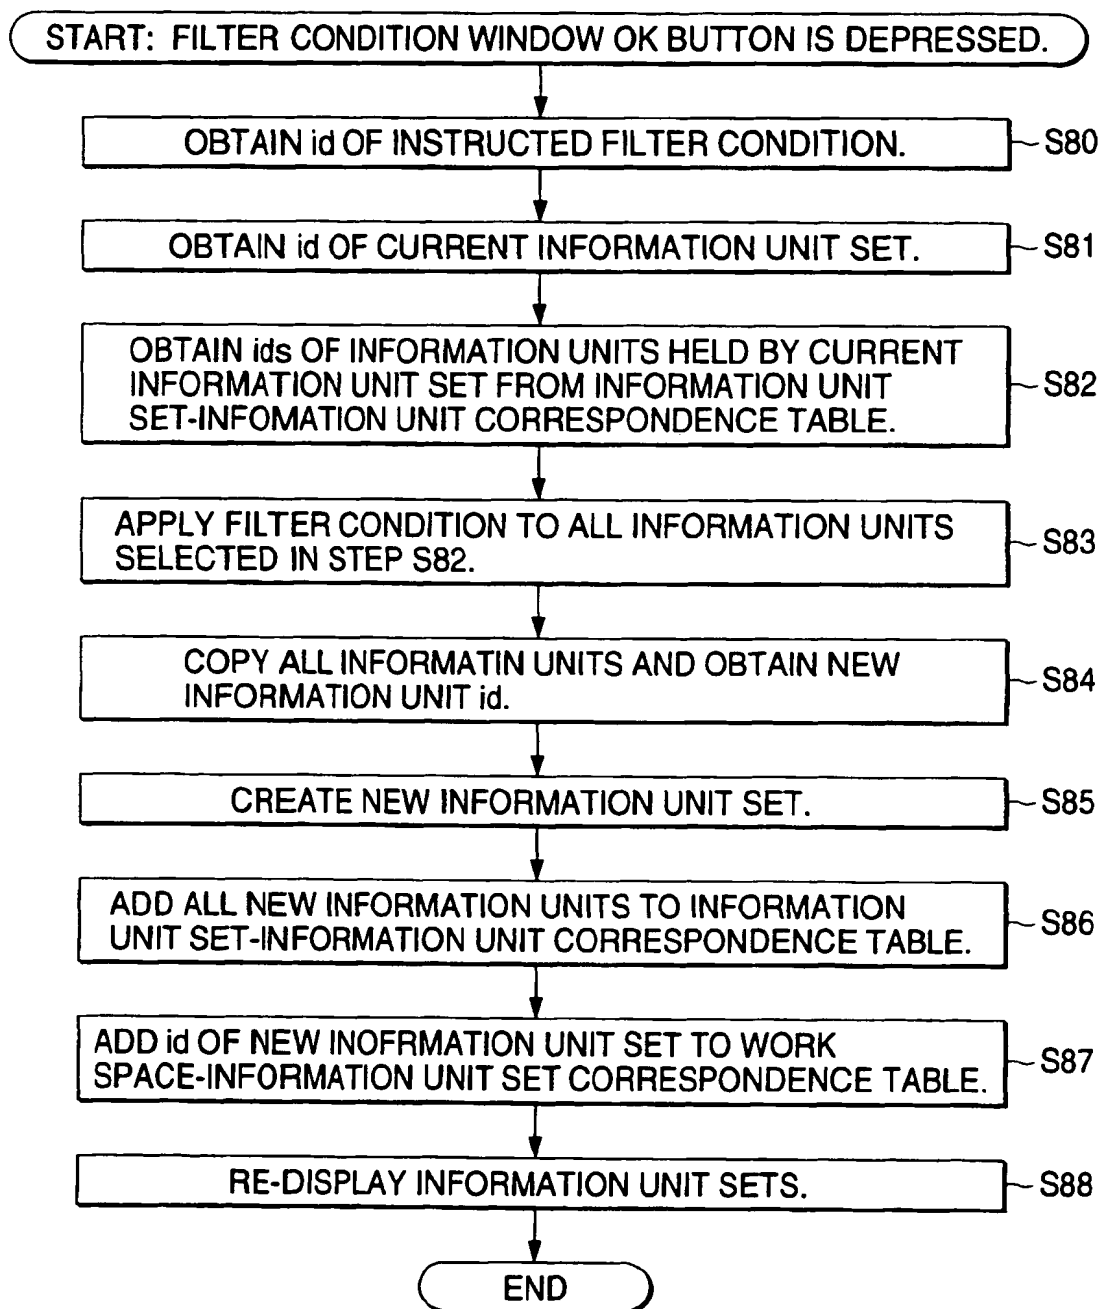 START: FILTER CONDITION WINDOW OK BUTTON IS DEPRESSED.
OBTAIN id OF INSTRUCTED FILTER CONDITION.
S80
OBTAIN id OF CURRENT INFORMATION UNIT SET.
S81
OBTAIN ids OF INFORMATION UNITS HELD BY CURRENT
INFORMATION UNIT SET FROM INFORMATION UNIT
SET-INFOMATION UNIT CORRESPONDENCE TABLE.
S82
APPLY FILTER CONDITION TO ALL INFORMATION UNITS
SELECTED IN STEP S82.
S83
COPY ALL INFORMATIN UNITS AND OBTAIN NEW
INFORMATION UNIT id.
S84
CREATE NEW INFORMATION UNIT SET.
S85
ADD ALL NEW INFORMATION UNITS TO INFORMATION
UNIT SET-INFORMATION UNIT CORRESPONDENCE TABLE.
S86
ADD id OF NEW INOFRMATION UNIT SET TO WORK
SPACE-INFORMATION UNIT SET CORRESPONDENCE TABLE.
S87
RE-DISPLAY INFORMATION UNIT SETS.
S88
END